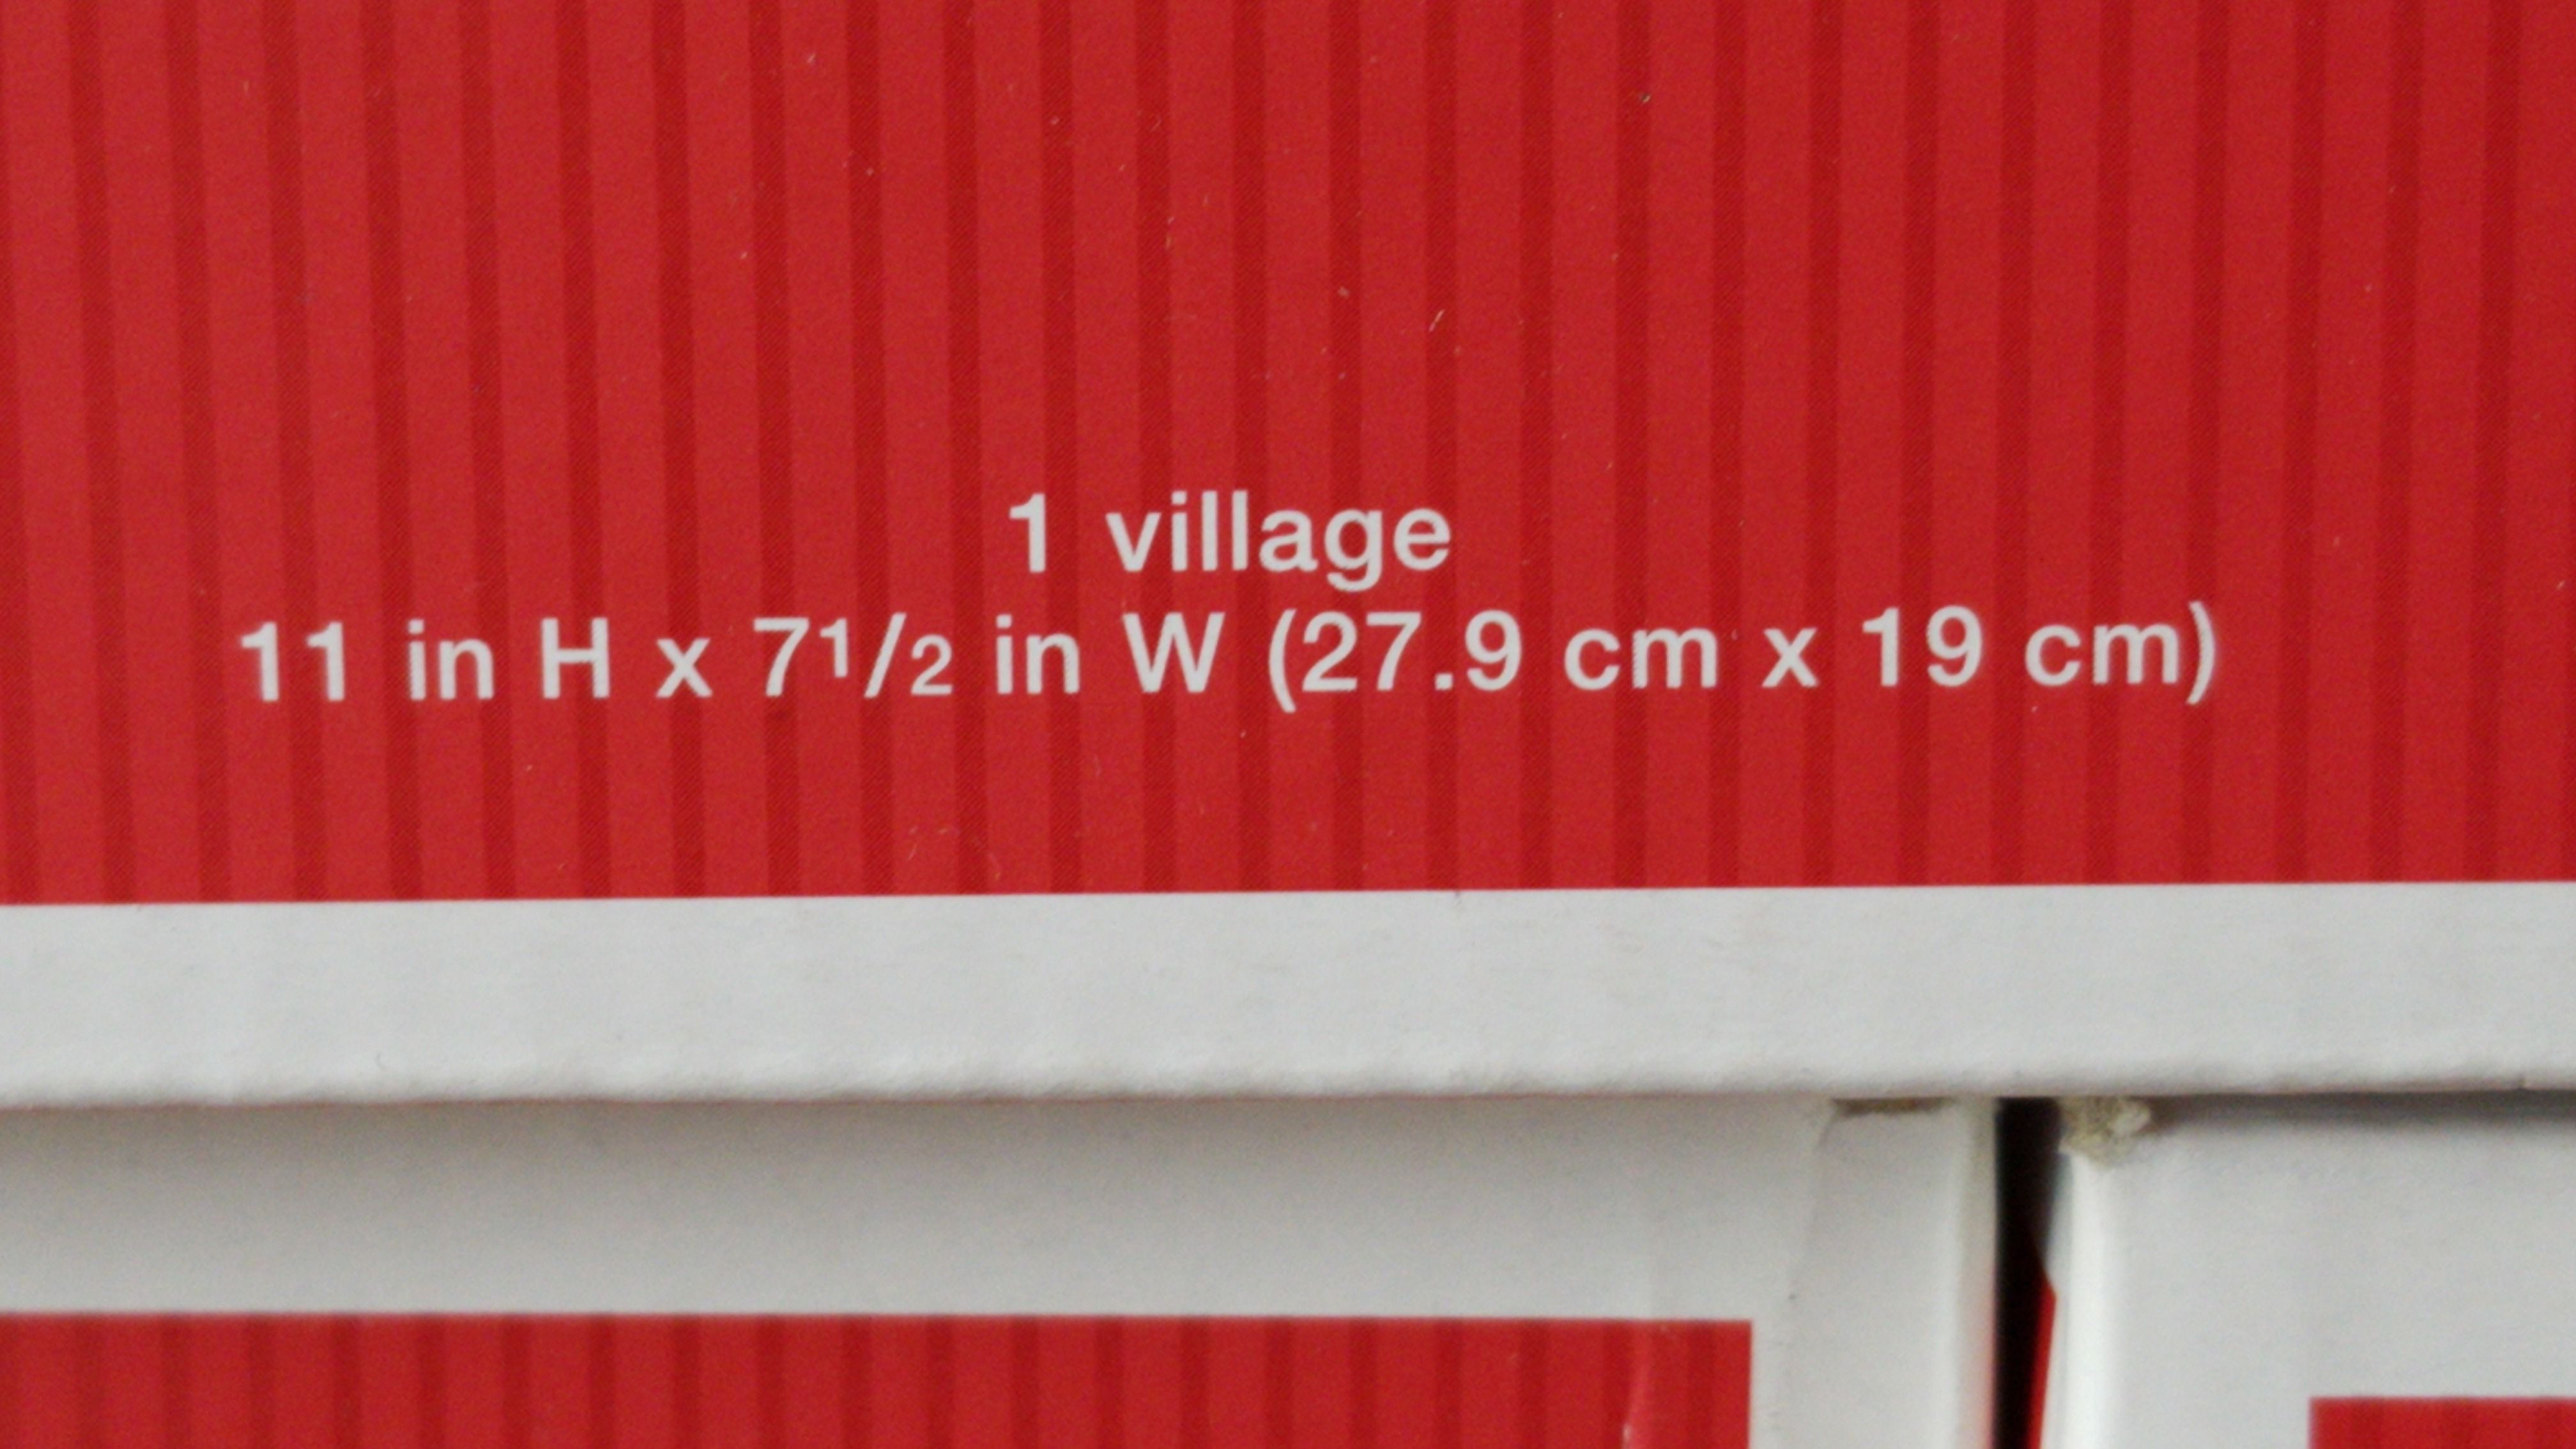 1 village
11 in H x 7 1/2 in W (27.9 cm x 19 cm)